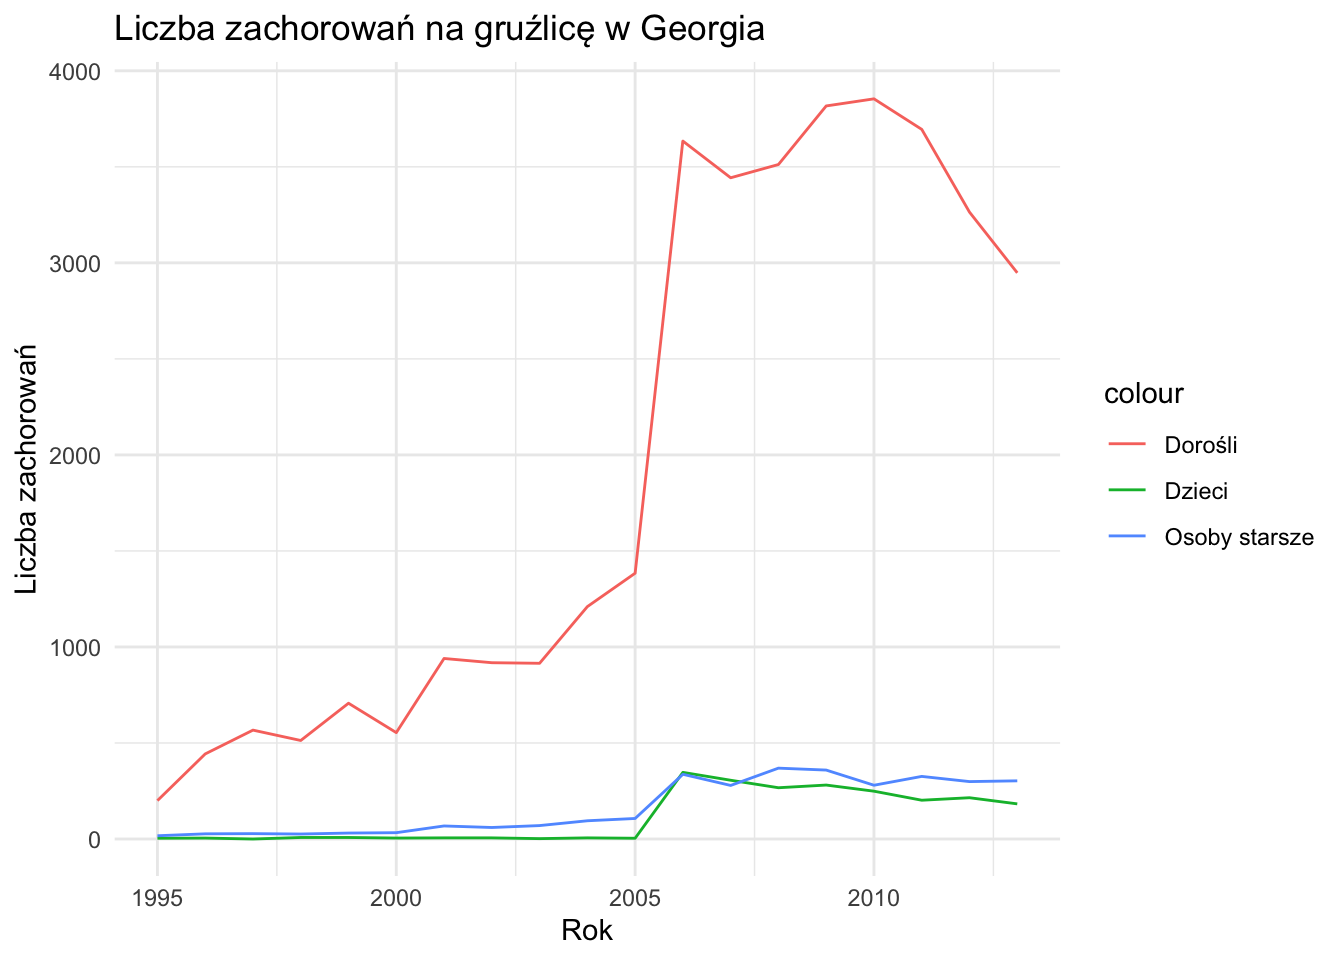 Liczba zachorowań na gruźlicę w Georgia
4000
3000
2000
1000
0
Liczba zachorowań
1995
2000
2005
2010
Rok
colour
Dorośli
Dzieci
Osoby starsze